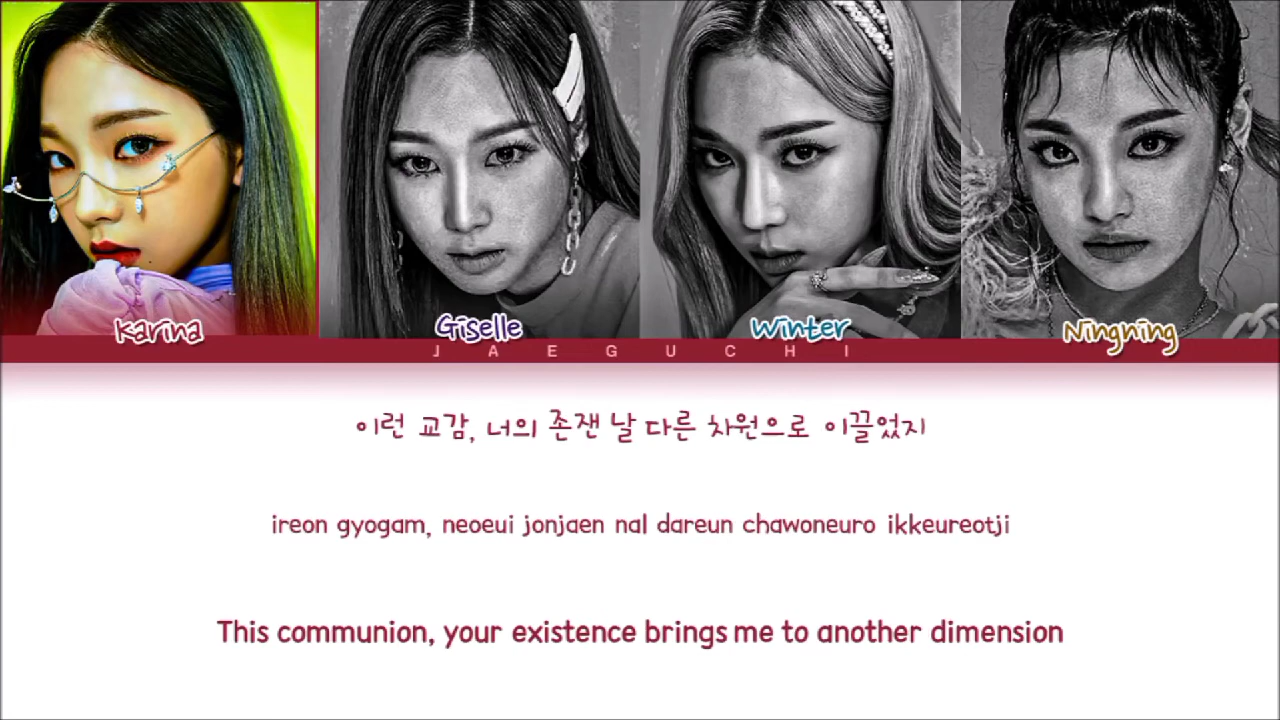 Karina Giselle Winter Ningning
JAEGUCHI
이런 교감, 너의 존잰 날 다른 차원으로 이끌었지
ireon gyogam, neoeui jonjaen nal dareun chawoneuro ikkeureotji
This communion, your existence brings me to another dimension